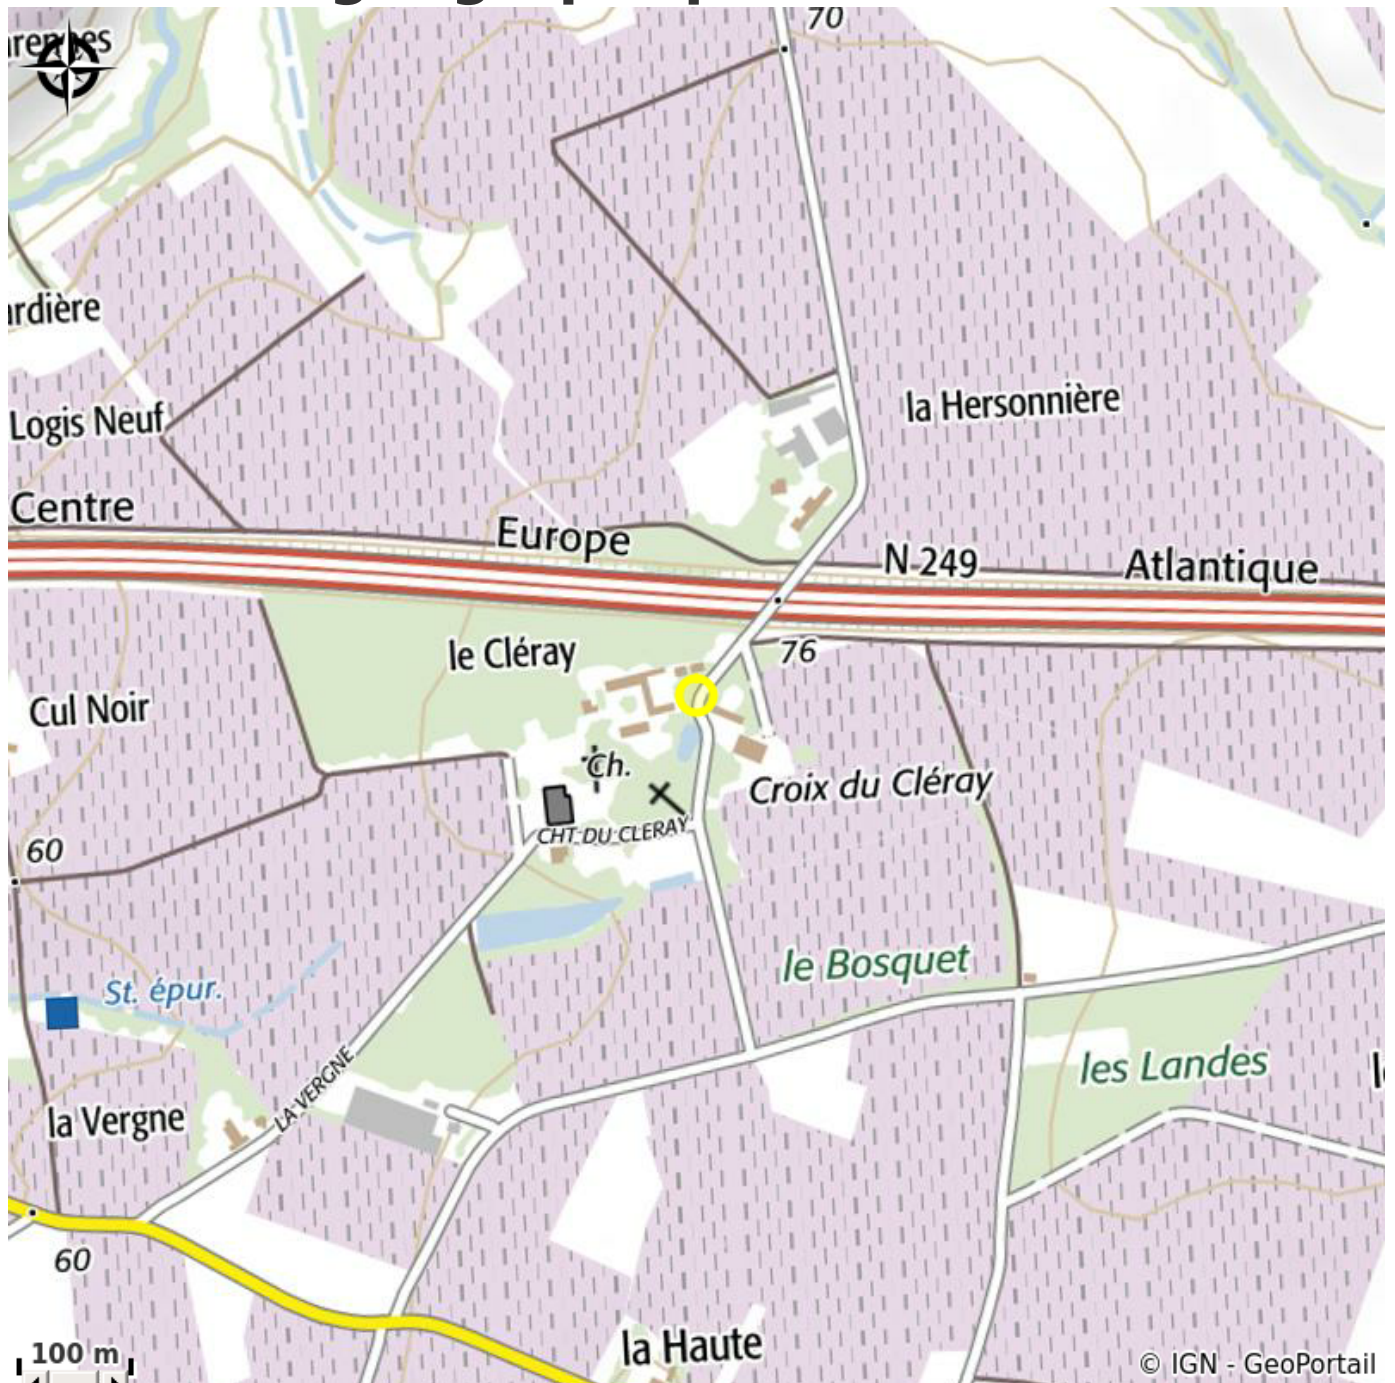 70
ardière
la Hersonnière
Logis Neuf
Centre
Europe
N 249
Atlantique
le Cléray
76
Cul Noir
Ch.
Croix du Cléray
CHT DU CLERAY
60
le Bosquet
St. épur.
LA VERGNE
les Landes
la Vergne
60
la Haute
100 m
© IGN - GeoPortail